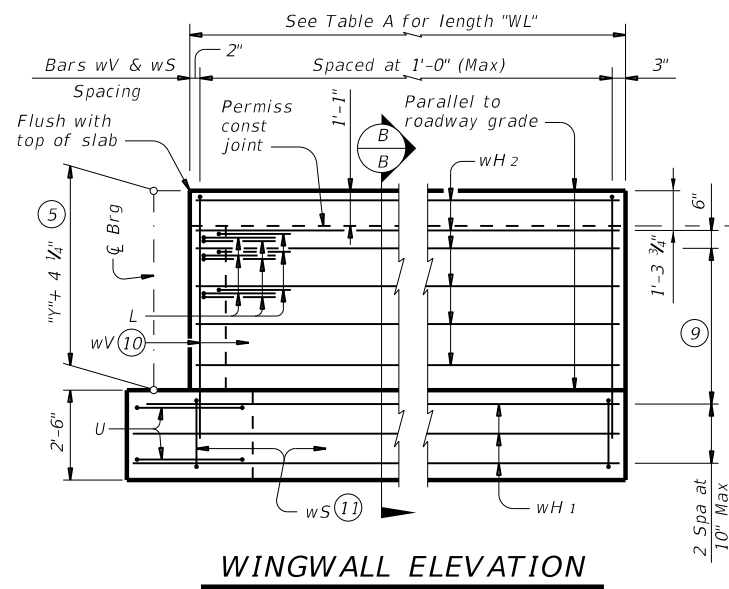 See Table A for length "WL"
2"
Bars wV & wS
Spacing
Spaced at 1'-0" (Max)
3"
Flush with
top of slab
Permiss
const
joint
1'-1"
Parallel to
roadway grade
B
B
wH 2
6"
5
"Y"+ 4 1/4"
℄ Brg
1'-3 3/4"
9
L
wV 10
2'-6"
U
wS 11
wH 1
2 Spa at
10" Max
WINGWALL ELEVATION